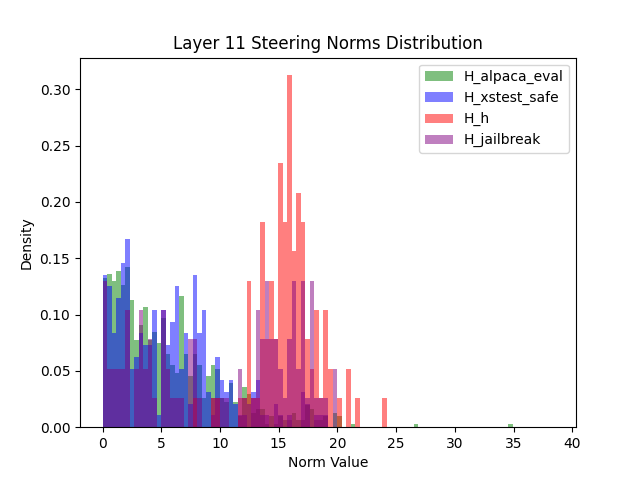 Layer 11 Steering Norms Distribution
H_alpaca_eval
H_xstest_safe
H_h
H_jailbreak
0.30
0.25
0.20
0.15
0.10
0.05
0.00
Density
0 5 10 15 20 25 30 35 40
Norm Value